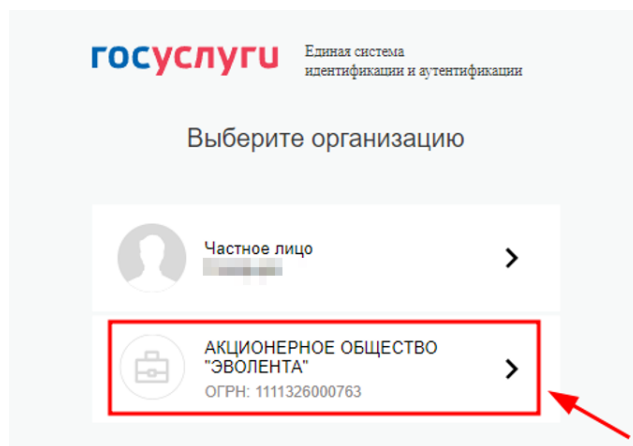 госуслуги
Единая система
идентификации и аутентификации
Выберите организацию
Частное лицо
АКЦИОНЕРНОЕ ОБЩЕСТВО
"ЭВОЛЕНТА"
ОГРН: 1111326000763